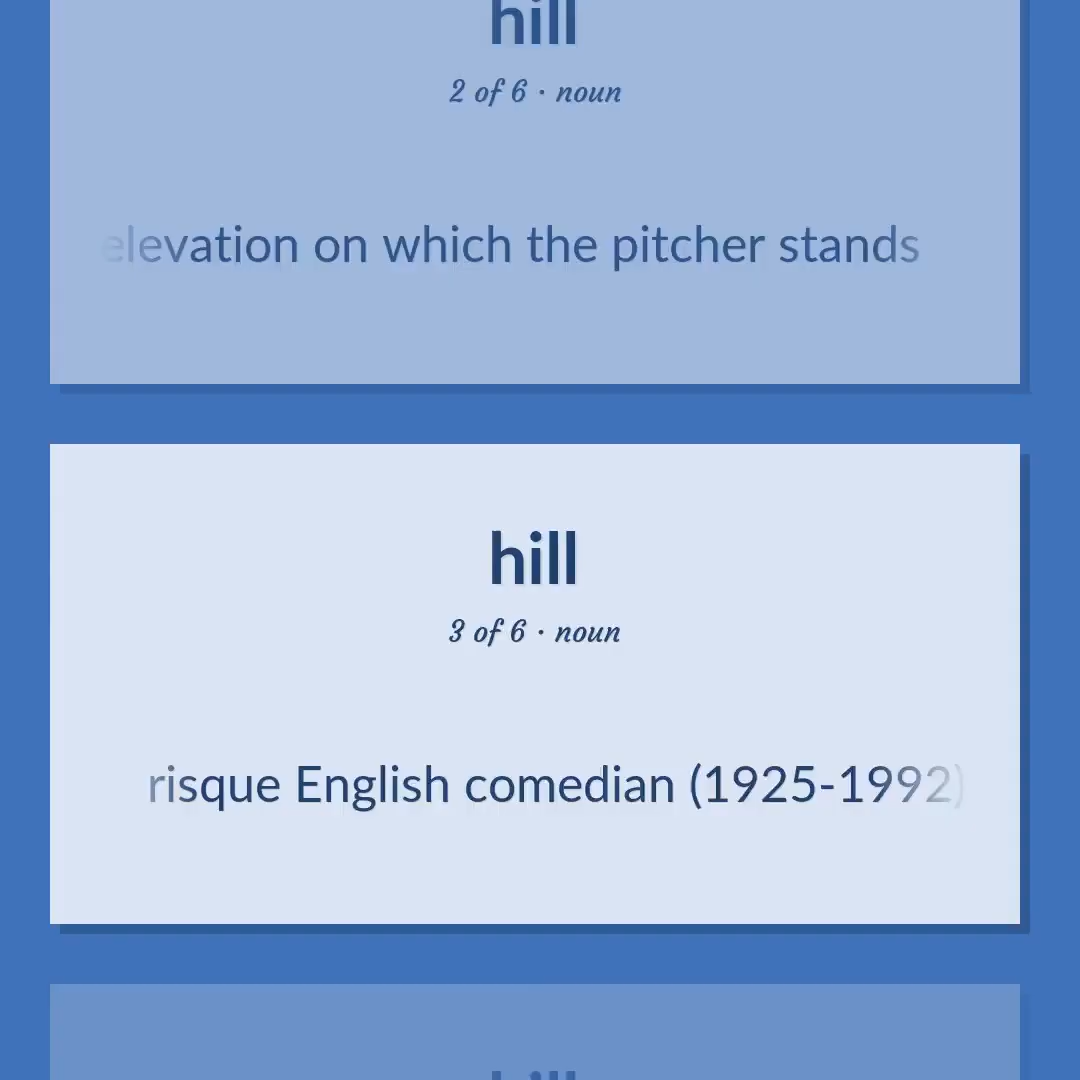 hill
2 of 6 · noun
elevation on which the pitcher stands
hill
3 of 6 · noun
risque English comedian (1925-1992)
hill